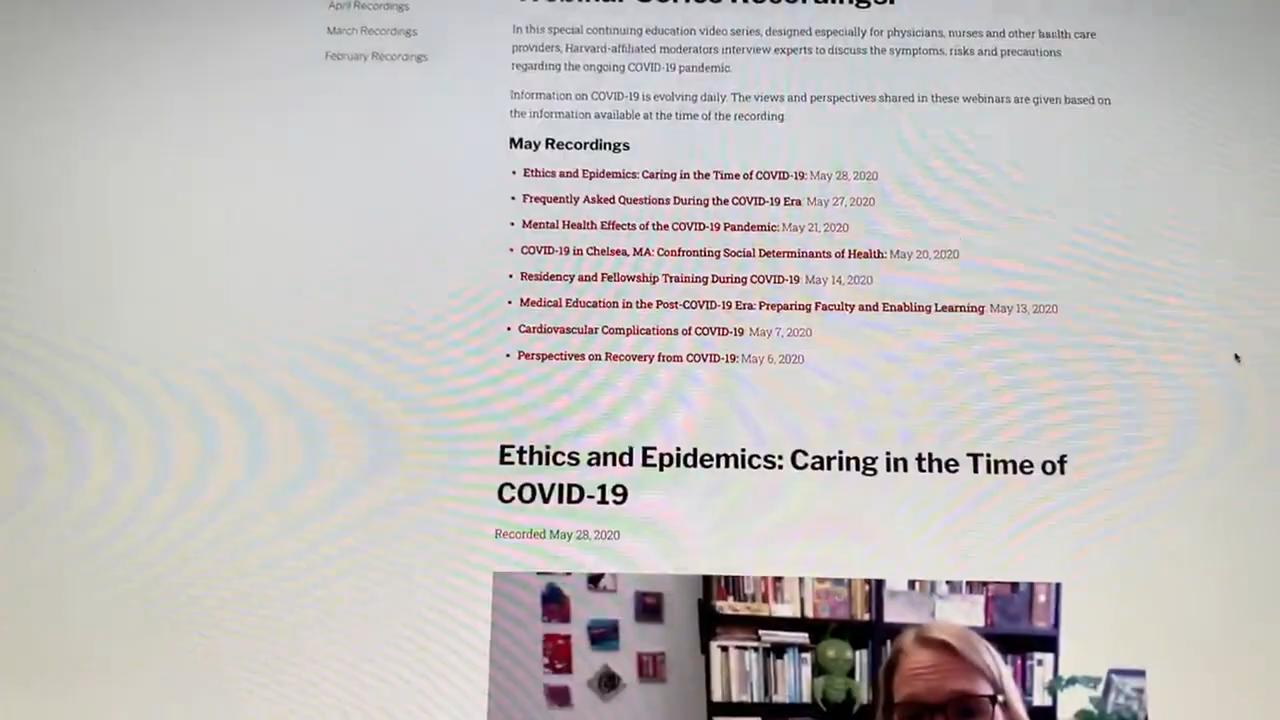 April Recordings
March Recordings
February Recordings
Webinar Series Recordings:
In this special continuing education video series, designed especially for physicians, nurses and other health care
providers, Harvard-affiliated moderators interview experts to discuss the symptoms, risks and precautions
regarding the ongoing COVID-19 pandemic.
Information on COVID-19 is evolving daily. The views and perspectives shared in these webinars are given based on
the information available at the time of the recording
May Recordings
• Ethics and Epidemics: Caring in the Time of COVID-19: May 28, 2020
• Frequently Asked Questions During the COVID-19 Era May 27, 2020
• Mental Health Effects of the COVID-19 Pandemic: May 21, 2020
• COVID-19 in Chelsea, MA: Confronting Social Determinants of Health: May 20, 2020
• Residency and Fellowship Training During COVID-19 May 14, 2020
• Medical Education in the Post-COVID-19 Era: Preparing Faculty and Enabling Learning May 13, 2020
• Cardiovascular Complications of COVID-19 May 7, 2020
• Perspectives on Recovery from COVID-19: May 6, 2020
Ethics and Epidemics: Caring in the Time of
COVID-19
Recorded May 28, 2020